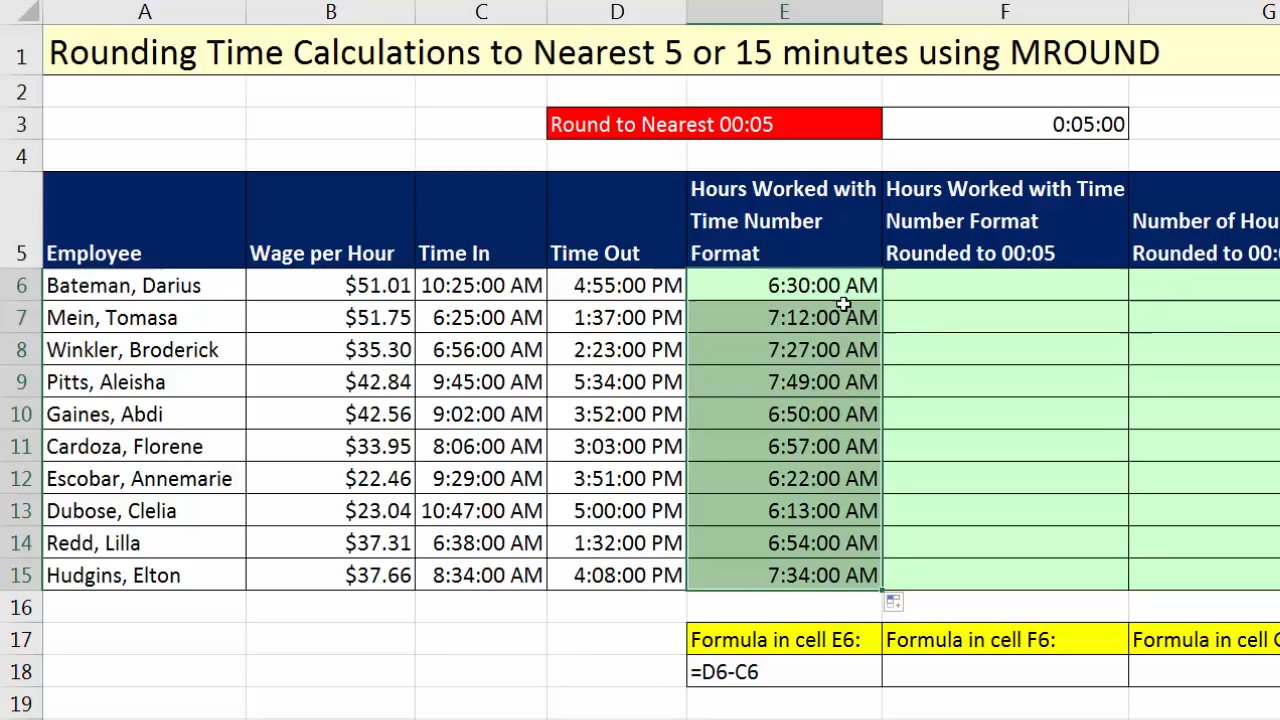 A B C D E F G
1 Rounding Time Calculations to Nearest 5 or 15 minutes using MROUND
2
3 Round to Nearest 00:05 0:05:00
4
Hours Worked with Hours Worked with Time
Time Number Number Format Number of Hou
5 Employee Wage per Hour Time In Time Out Format Rounded to 00:05 Rounded to 00:
6 Bateman, Darius $51.01 10:25:00 AM 4:55:00 PM 6:30:00 AM
7 Mein, Tomasa $51.75 6:25:00 AM 1:37:00 PM 7:12:00 AM
8 Winkler, Broderick $35.30 6:56:00 AM 2:23:00 PM 7:27:00 AM
9 Pitts, Aleisha $42.84 9:45:00 AM 5:34:00 PM 7:49:00 AM
10 Gaines, Abdi $42.56 9:02:00 AM 3:52:00 PM 6:50:00 AM
11 Cardoza, Florene $33.95 8:06:00 AM 3:03:00 PM 6:57:00 AM
12 Escobar, Annemarie $22.46 9:29:00 AM 3:51:00 PM 6:22:00 AM
13 Dubose, Clelia $23.04 10:47:00 AM 5:00:00 PM 6:13:00 AM
14 Redd, Lilla $37.31 6:38:00 AM 1:32:00 PM 6:54:00 AM
15 Hudgins, Elton $37.66 8:34:00 AM 4:08:00 PM 7:34:00 AM
16
17 Formula in cell E6: Formula in cell F6: Formula in cell
18 =D6-C6
19